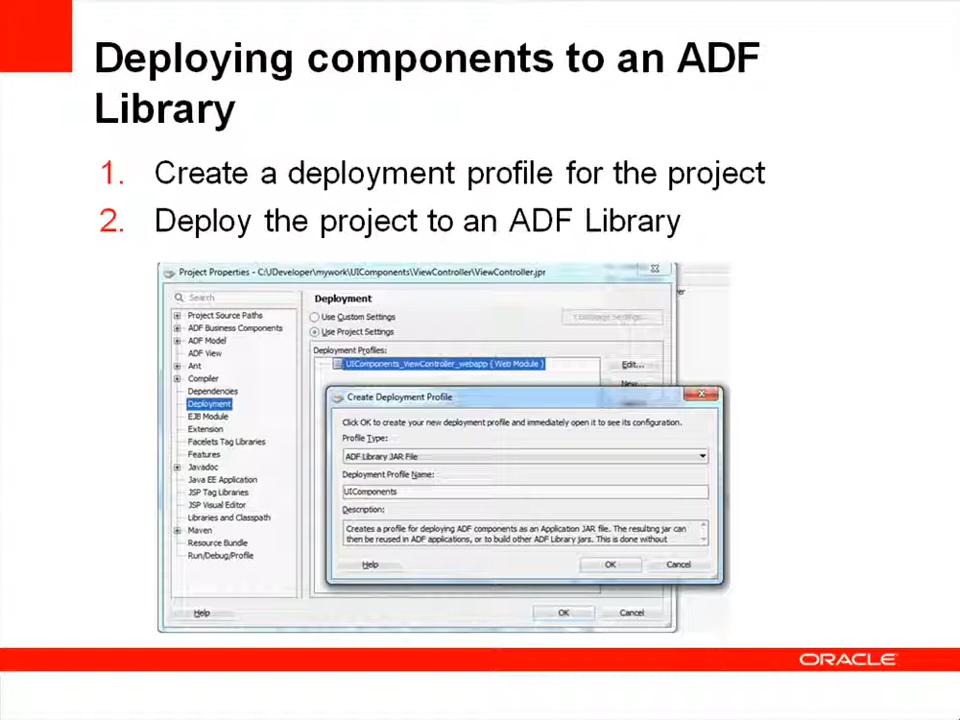 Deploying components to an ADF
Library
1. Create a deployment profile for the project
2. Deploy the project to an ADF Library
Project Properties - C:\JDeveloper\mywork\UIComponents\ViewController\ViewController.jpr
Search
Project Source Paths
ADF Business Components
ADF Model
ADF View
Ant
Compiler
Dependencies
Deployment
EJB Module
Extension
Facelets Tag Libraries
Features
Javadoc
Java EE Application
JSP Tag Libraries
JSP Visual Editor
Libraries and Classpath
Maven
Resource Bundle
Run/Debug/Profile
Help
Deployment
Use Custom Settings
Use Project Settings
Deployment Profiles:
UIComponents_ViewController_webapp ( Web Module )
Edit...
New...
Create Deployment Profile
Click OK to create your new deployment profile and immediately open it to see its configuration.
Profile Type:
ADF Library JAR File
Deployment Profile Name:
UIComponents
Description:
Creates a profile for deploying ADF components as an Application JAR file. The resulting jar can
then be reused in ADF applications, or to build other ADF Library jars. This is done without
Help OK Cancel
OK Cancel
ORACLE